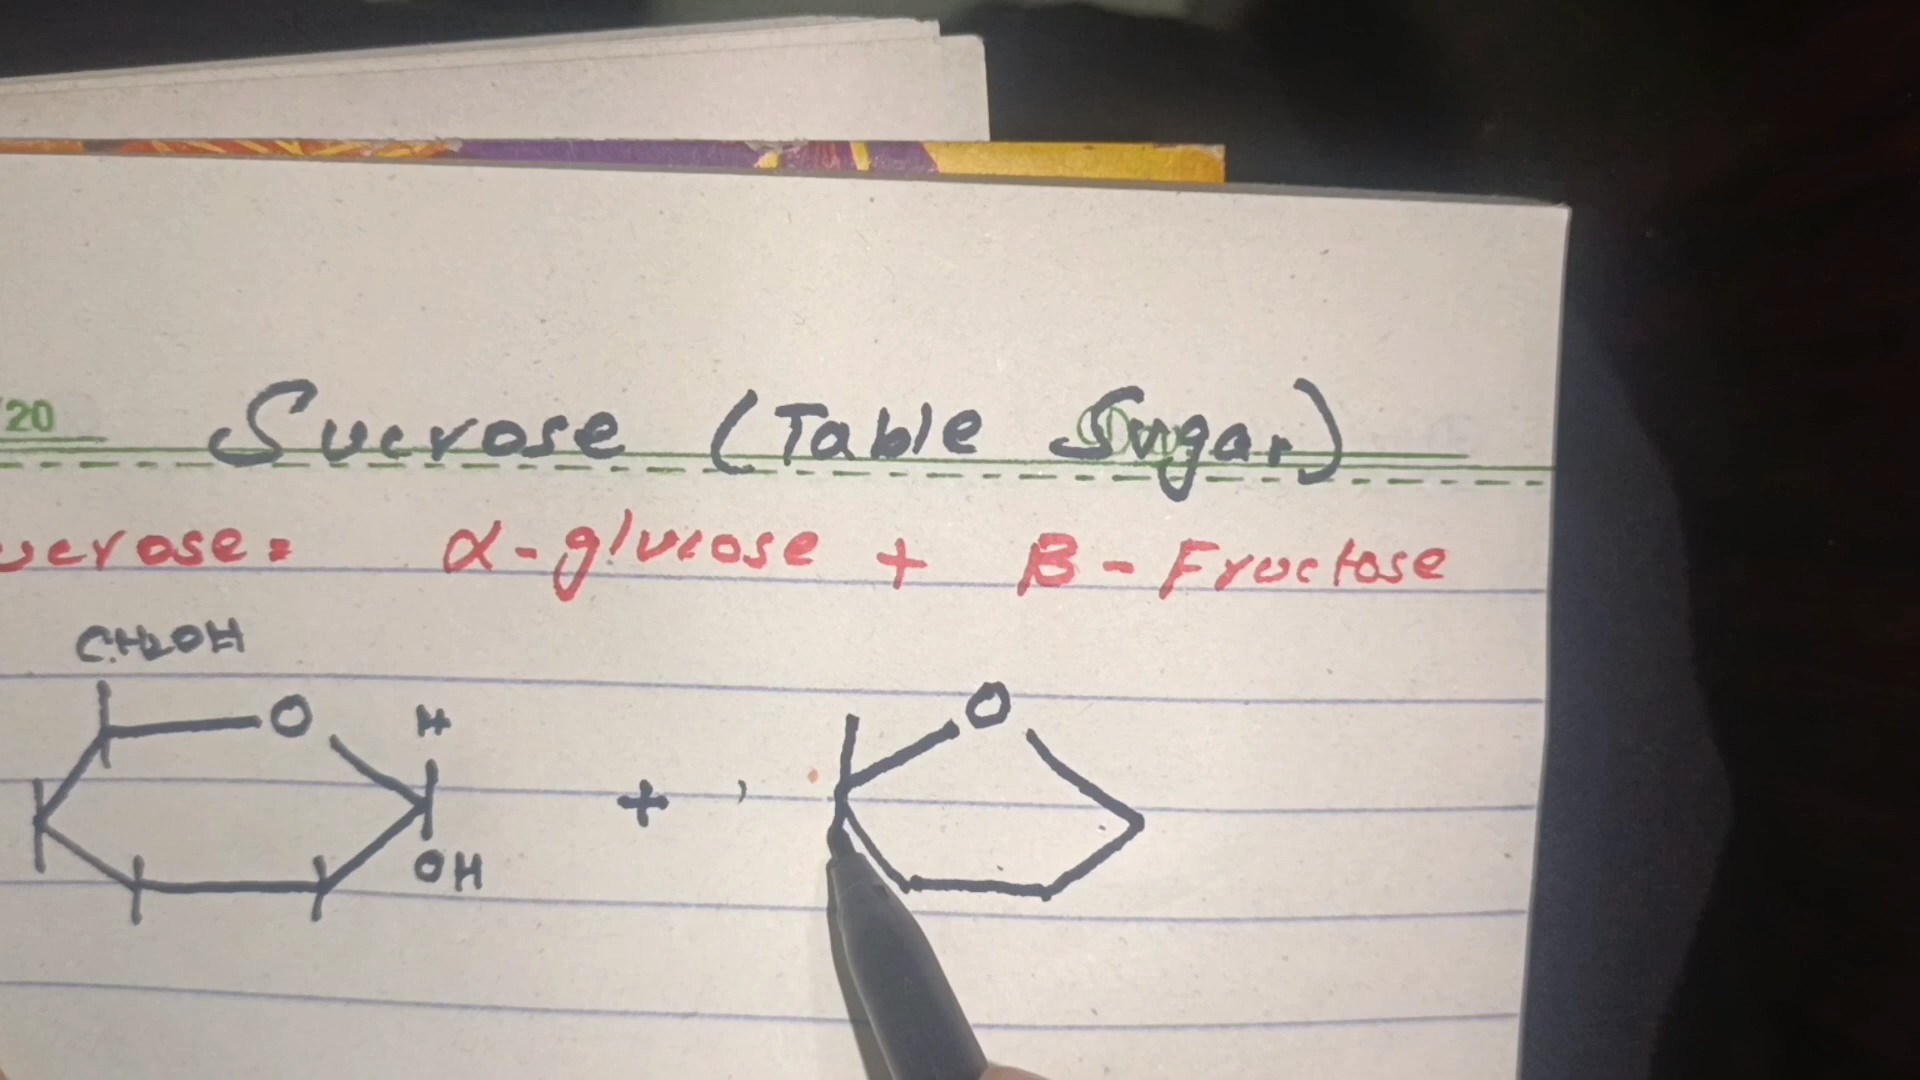 /20
Sucrose (Table Sugar)
ucrose = α-glucose + β-Fructose
CH2OH
O H + O
OH